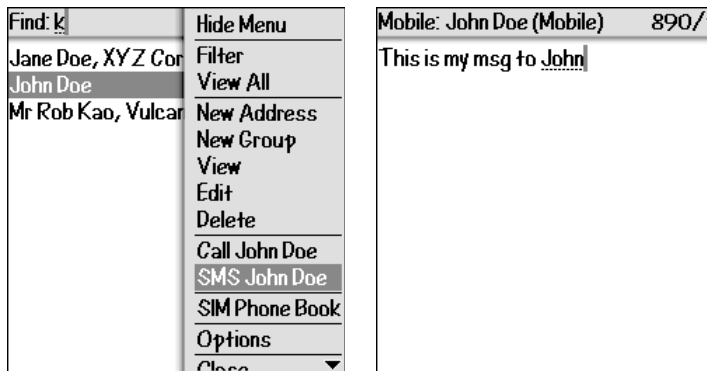 Find: k
Jane Doe, XYZ Cor
John Doe
Mr Rob Kao, Vulcan
Hide Menu
Filter
View All
New Address
New Group
View
Edit
Delete
Call John Doe
SMS John Doe
SIM Phone Book
Options
Close
Mobile: John Doe (Mobile) 890/
This is my msg to John